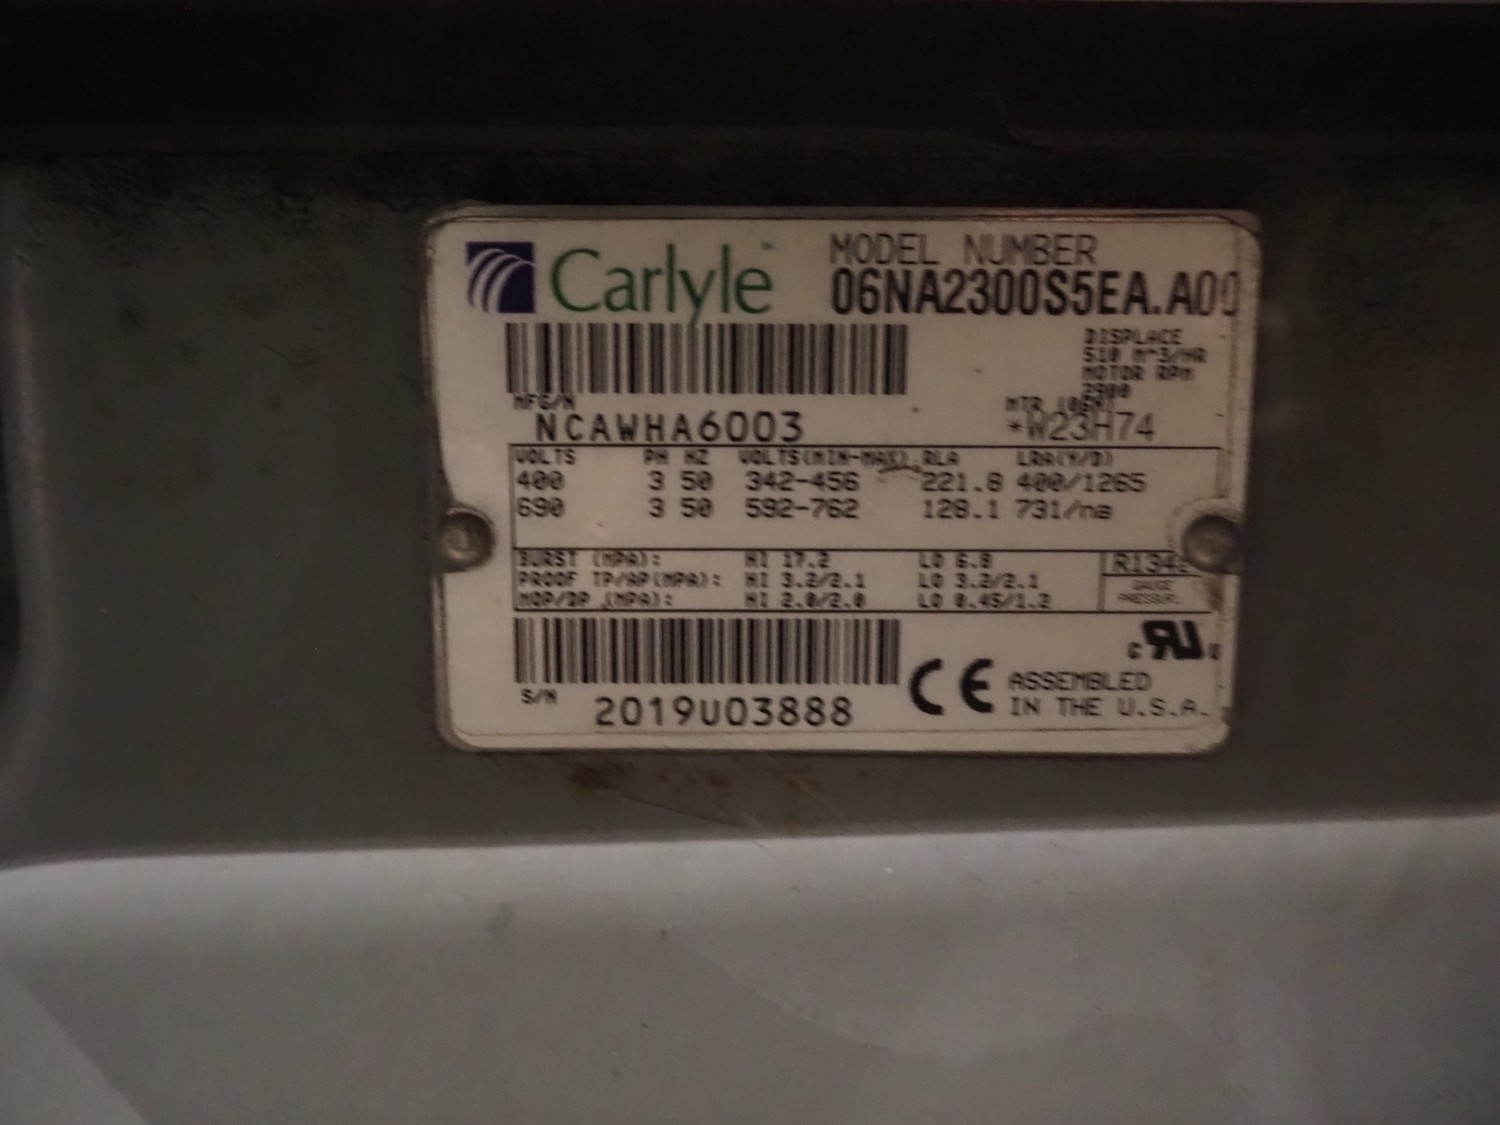 Carlyle™
MODEL NUMBER
06NA2300S5EA.A00
DISPLACE
510 M^3/HR
MOTOR RPM
2900
MFG/N
NCAWHA6003
MTR (06N)
*W23H74
VOLTS PH HZ VOLTS(MIN-MAX) RLA LRA(Y/D)
400 3 50 342-456 221.8 400/1265
690 3 50 592-762 128.1 731/na
BURST (MPA): HI 17.2 LO 6.8
PROOF TP/AP(MPA): HI 3.2/2.1 LO 3.2/2.1
MOP/DP (MPA): HI 2.0/2.0 LO 0.45/1.2
GAUGE
S/N
2019U03888
CE
ASSEMBLED
IN THE U.S.A.